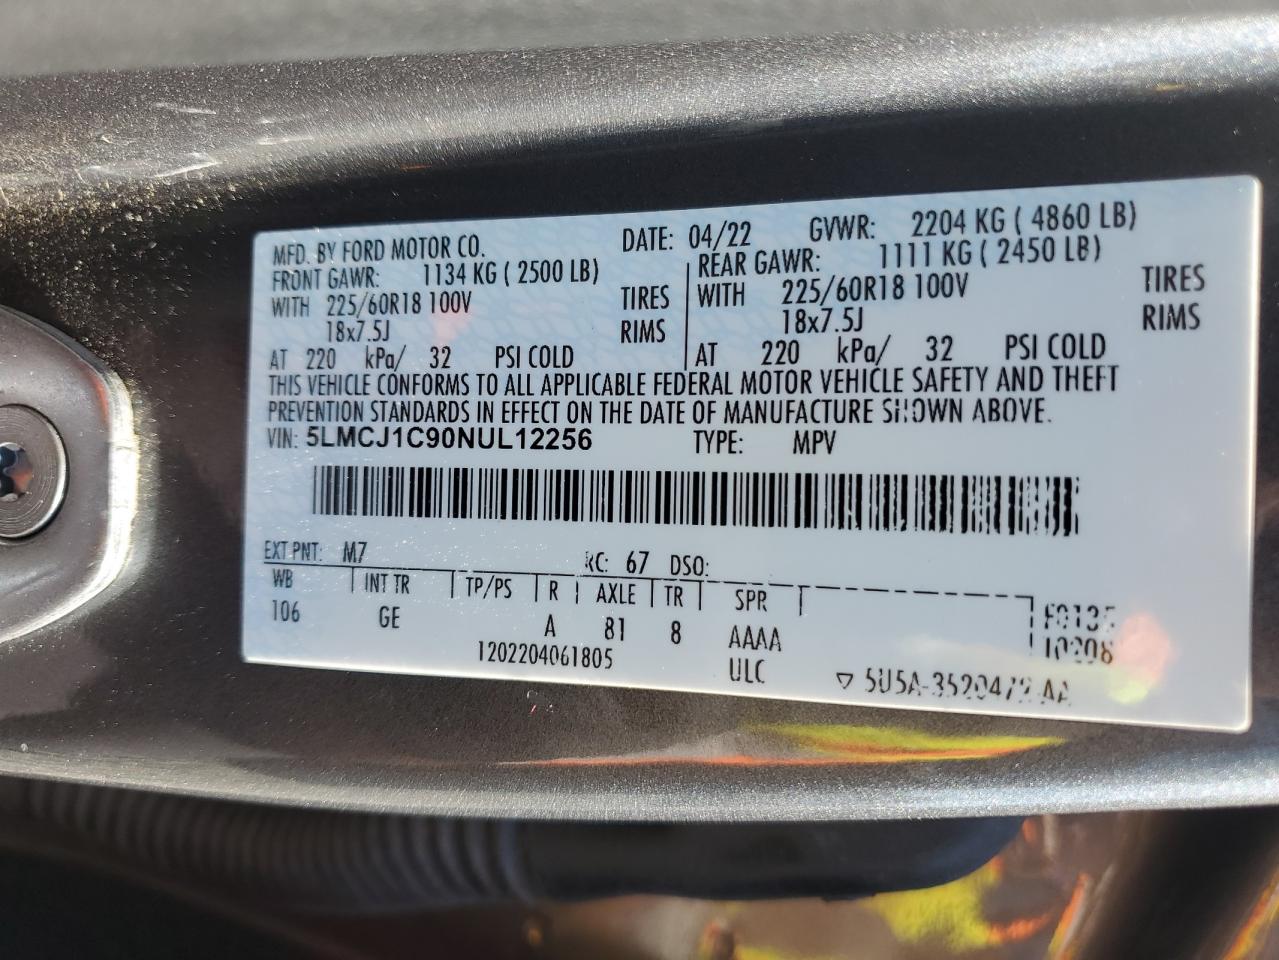 MFD. BY FORD MOTOR CO. DATE: 04/22 GVWR: 2204 KG ( 4860 LB)
FRONT GAWR: 1134 KG ( 2500 LB) REAR GAWR: 1111 KG ( 2450 LB)
WITH 225/60R18 100V TIRES WITH 225/60R18 100V TIRES
18x7.5J RIMS 18x7.5J RIMS
AT 220 kPa/ 32 PSI COLD AT 220 kPa/ 32 PSI COLD
THIS VEHICLE CONFORMS TO ALL APPLICABLE FEDERAL MOTOR VEHICLE SAFETY AND THEFT
PREVENTION STANDARDS IN EFFECT ON THE DATE OF MANUFACTURE SHOWN ABOVE.
VIN: 5LMCJ1C90NUL12256 TYPE: MPV
EXT PNT: M7 RC: 67 DSO:
WB INT TR TP/PS R AXLE TR SPR
106 GE A 81 8 AAAA
1202204061805 ULC
10208